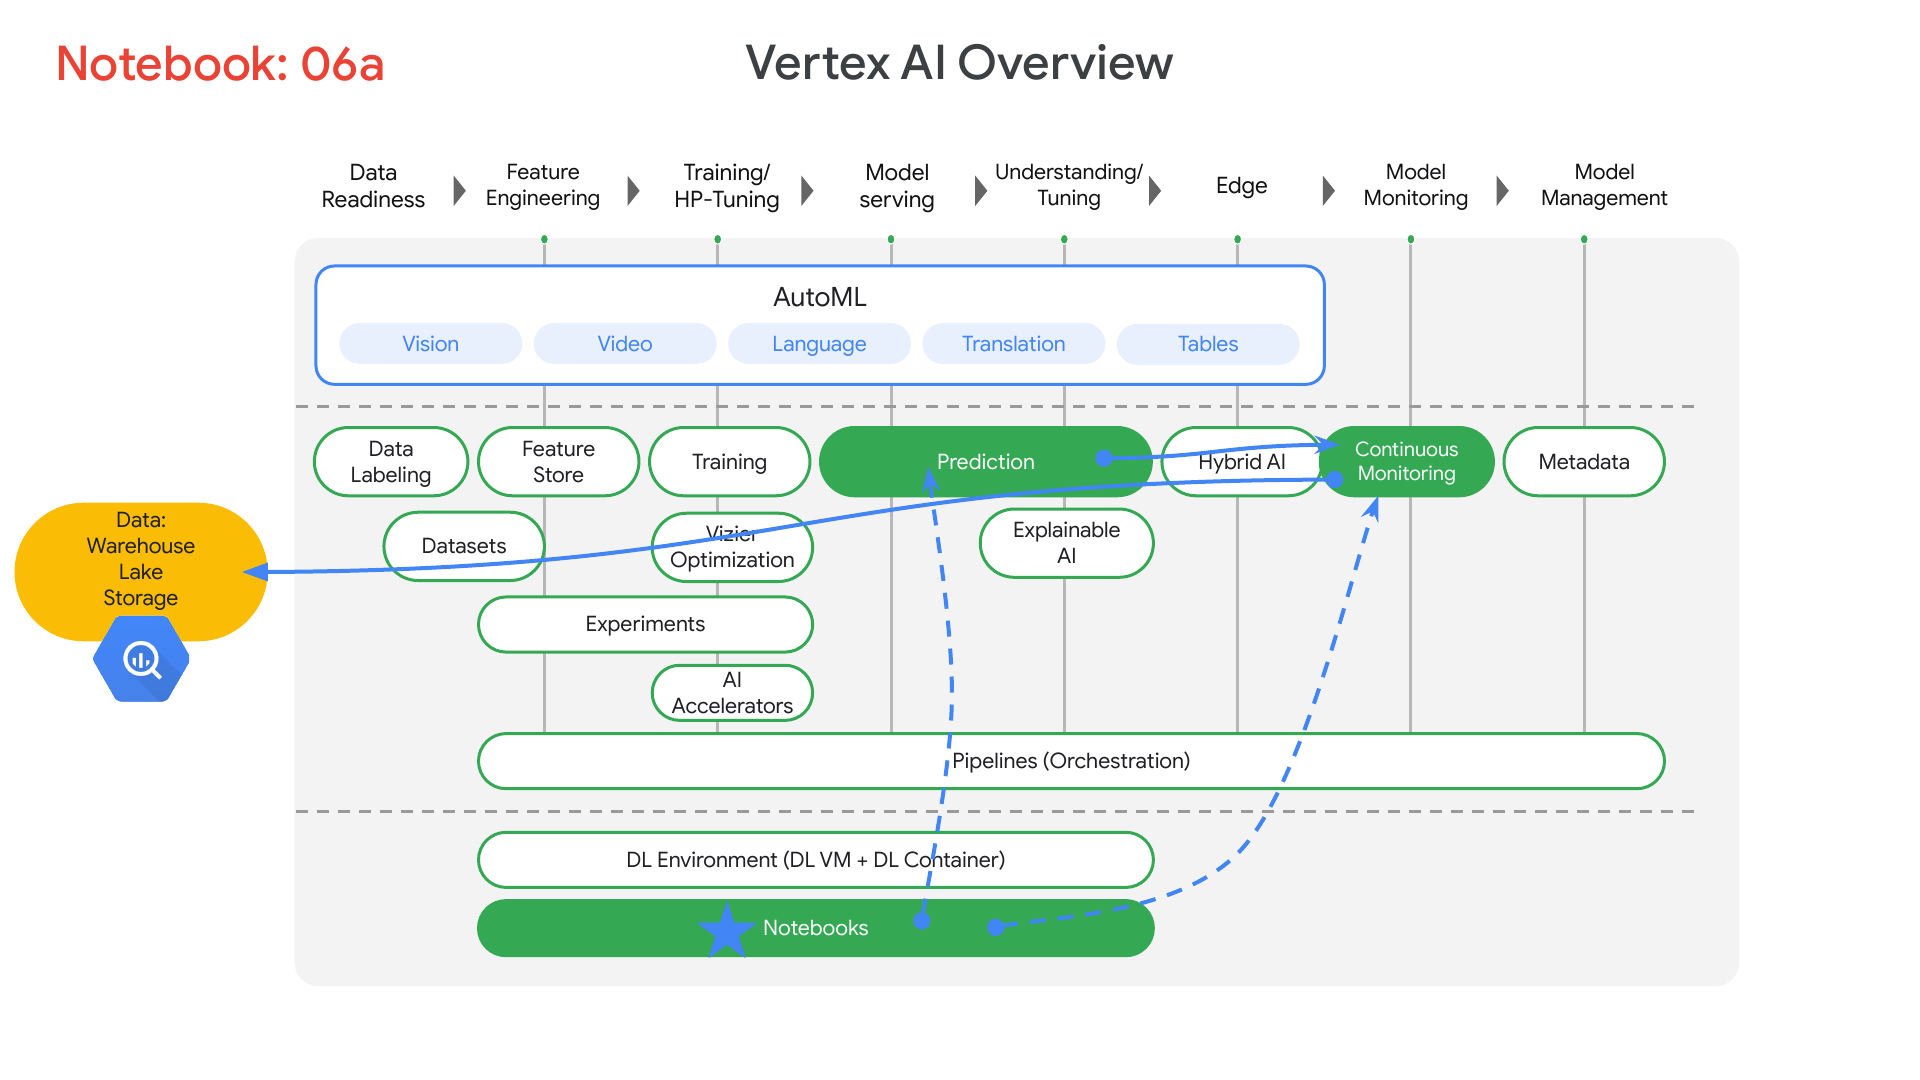 Notebook: 06a
Vertex AI Overview
Data
Readiness
Feature
Engineering
Training/
HP-Tuning
Model
serving
Understanding/
Tuning
Edge
Model
Monitoring
Model
Management
AutoML
Vision
Video
Language
Translation
Tables
Data
Labeling
Feature
Store
Training
Prediction
Hybrid AI
Continuous
Monitoring
Metadata
Data:
Warehouse
Lake
Storage
Datasets
Vizier
Optimization
Explainable
AI
Experiments
AI
Accelerators
Pipelines (Orchestration)
DL Environment (DL VM + DL Container)
Notebooks